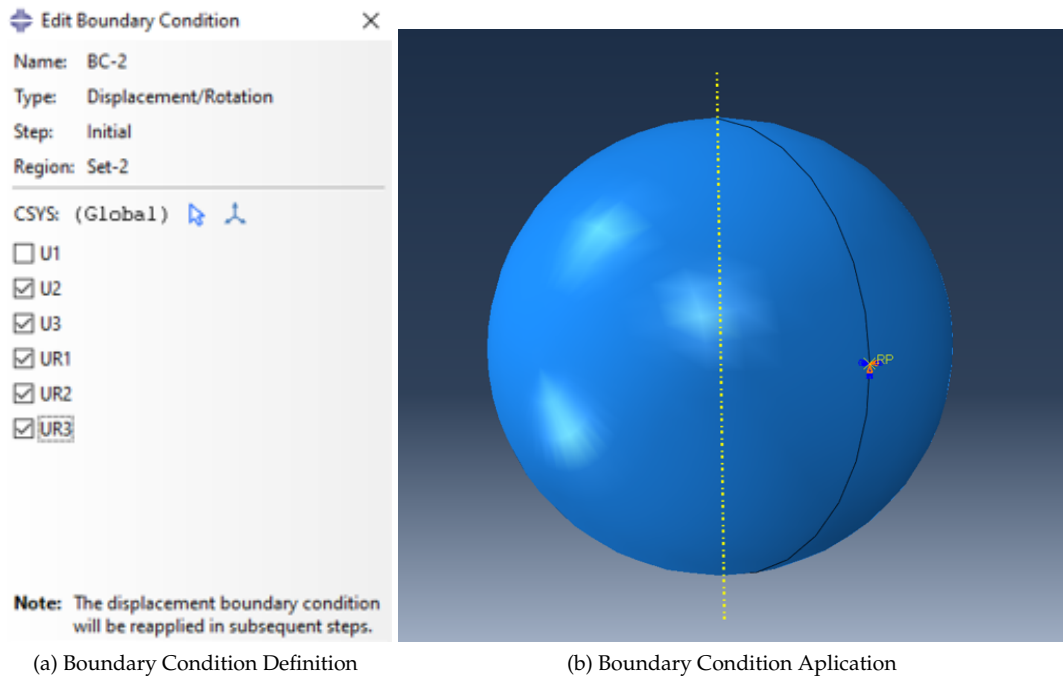 Edit Boundary Condition
Name: BC-2
Type: Displacement/Rotation
Step: Initial
Region: Set-2
CSYS: (Global)
U1
U2
U3
UR1
UR2
UR3
Note: The displacement boundary condition
will be reapplied in subsequent steps.
RP
(a) Boundary Condition Definition
(b) Boundary Condition Aplication